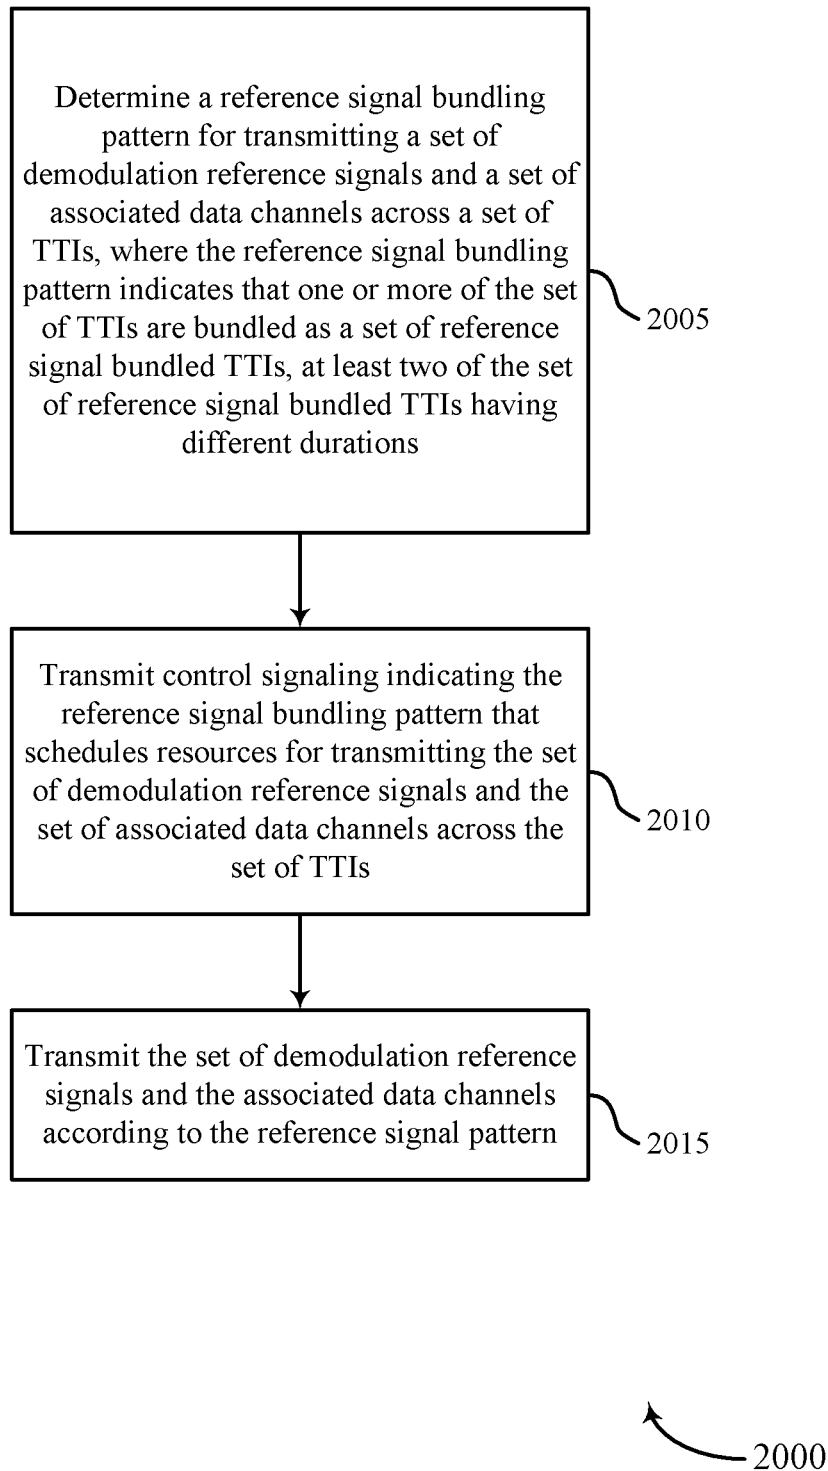 Determine a reference signal bundling
pattern for transmitting a set of
demodulation reference signals and a set of
associated data channels across a set of
TTIs, where the reference signal bundling
pattern indicates that one or more of the set
of TTIs are bundled as a set of reference
signal bundled TTIs, at least two of the set
of reference signal bundled TTIs having
different durations
2005
Transmit control signaling indicating the
reference signal bundling pattern that
schedules resources for transmitting the set
of demodulation reference signals and the
set of associated data channels across the
set of TTIs
2010
Transmit the set of demodulation reference
signals and the associated data channels
according to the reference signal pattern
2015
2000